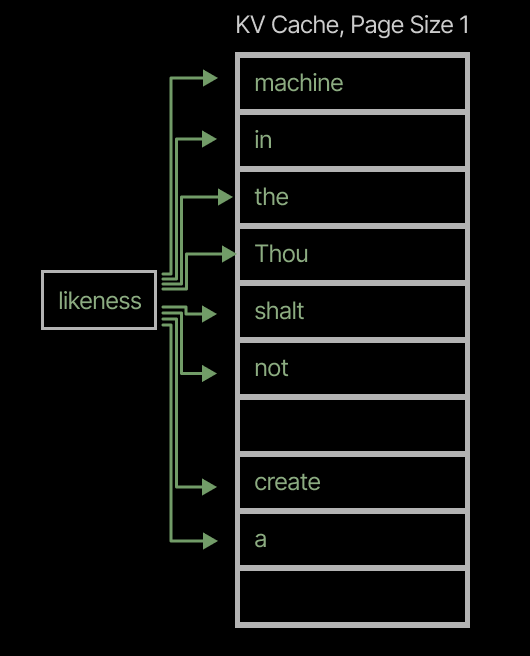 KV Cache, Page Size 1
machine
in
the
Thou
likeness
shalt
not
create
a